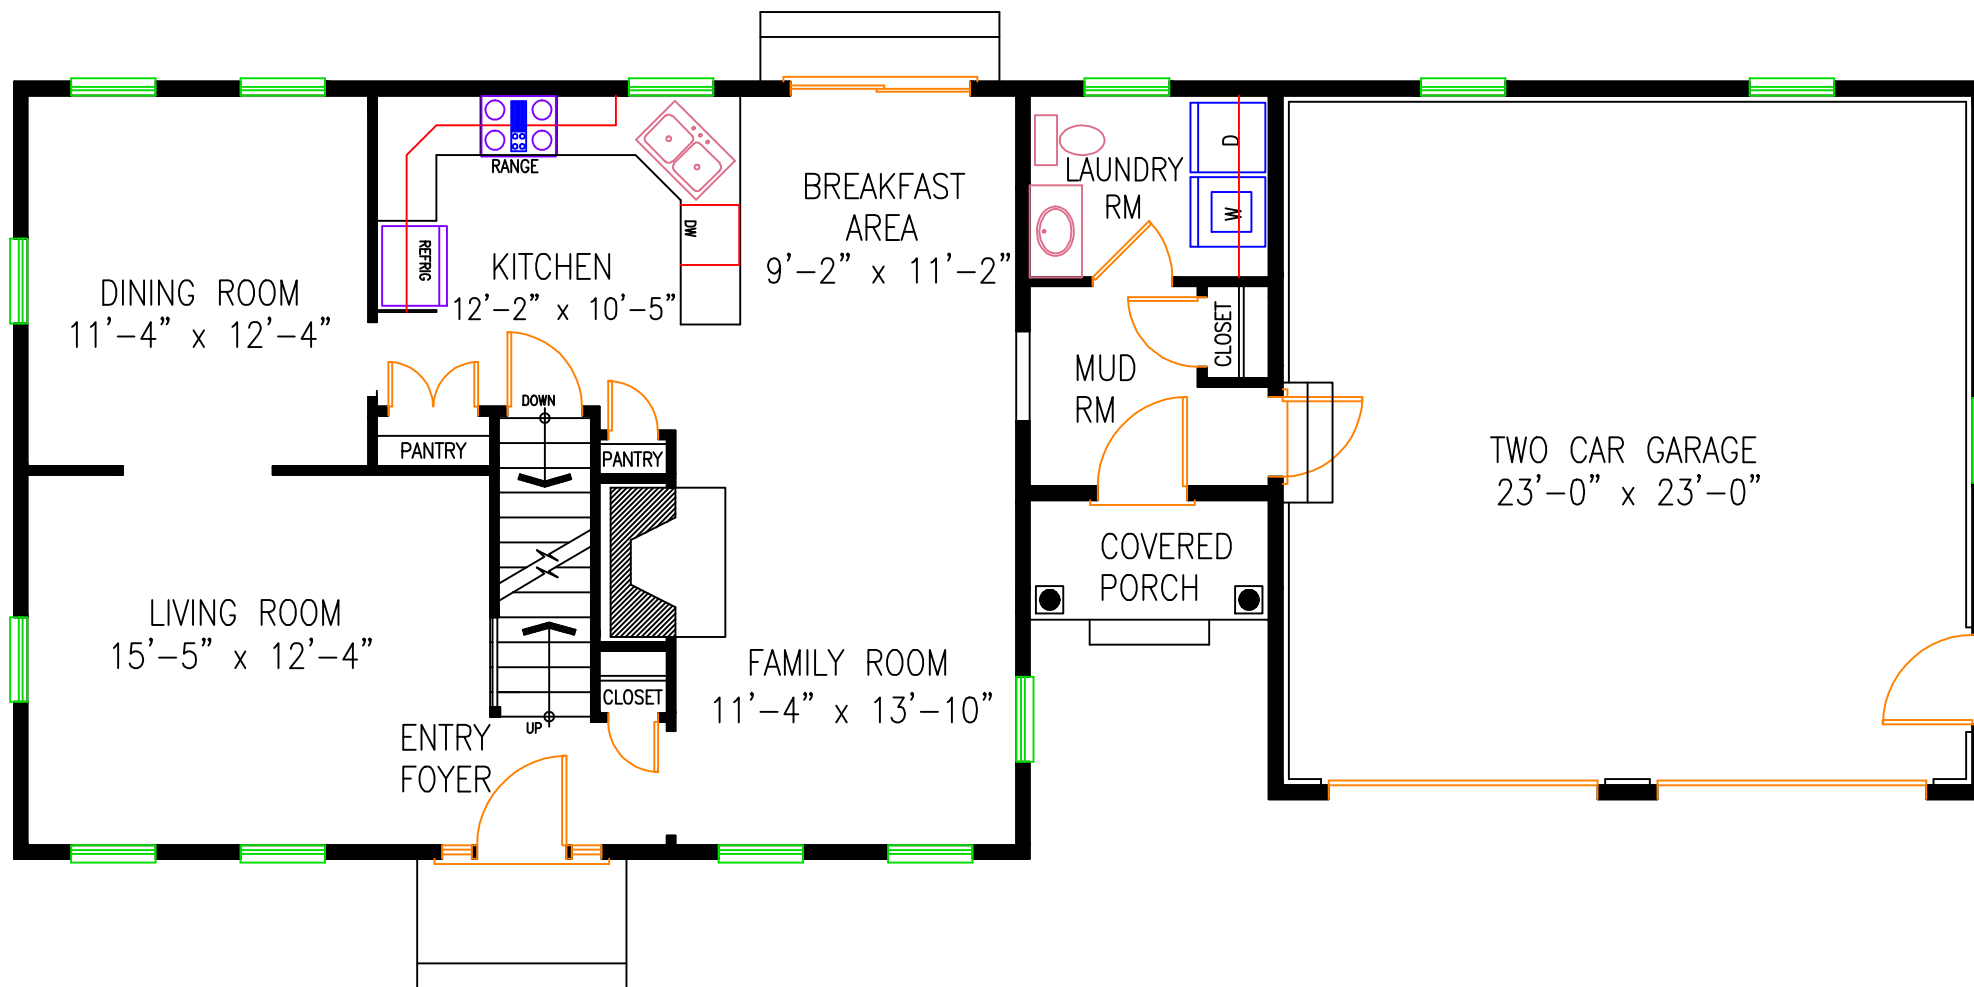 RANGE
REFRIG
DW
KITCHEN
12'-2" x 10'-5"
BREAKFAST
AREA
9'-2" x 11'-2"
LAUNDRY
RM
D
W
DINING ROOM
11'-4" x 12'-4"
CLOSET
MUD
RM
DOWN
PANTRY
PANTRY
TWO CAR GARAGE
23'-0" x 23'-0"
COVERED
PORCH
LIVING ROOM
15'-5" x 12'-4"
FAMILY ROOM
11'-4" x 13'-10"
CLOSET
UP
ENTRY
FOYER